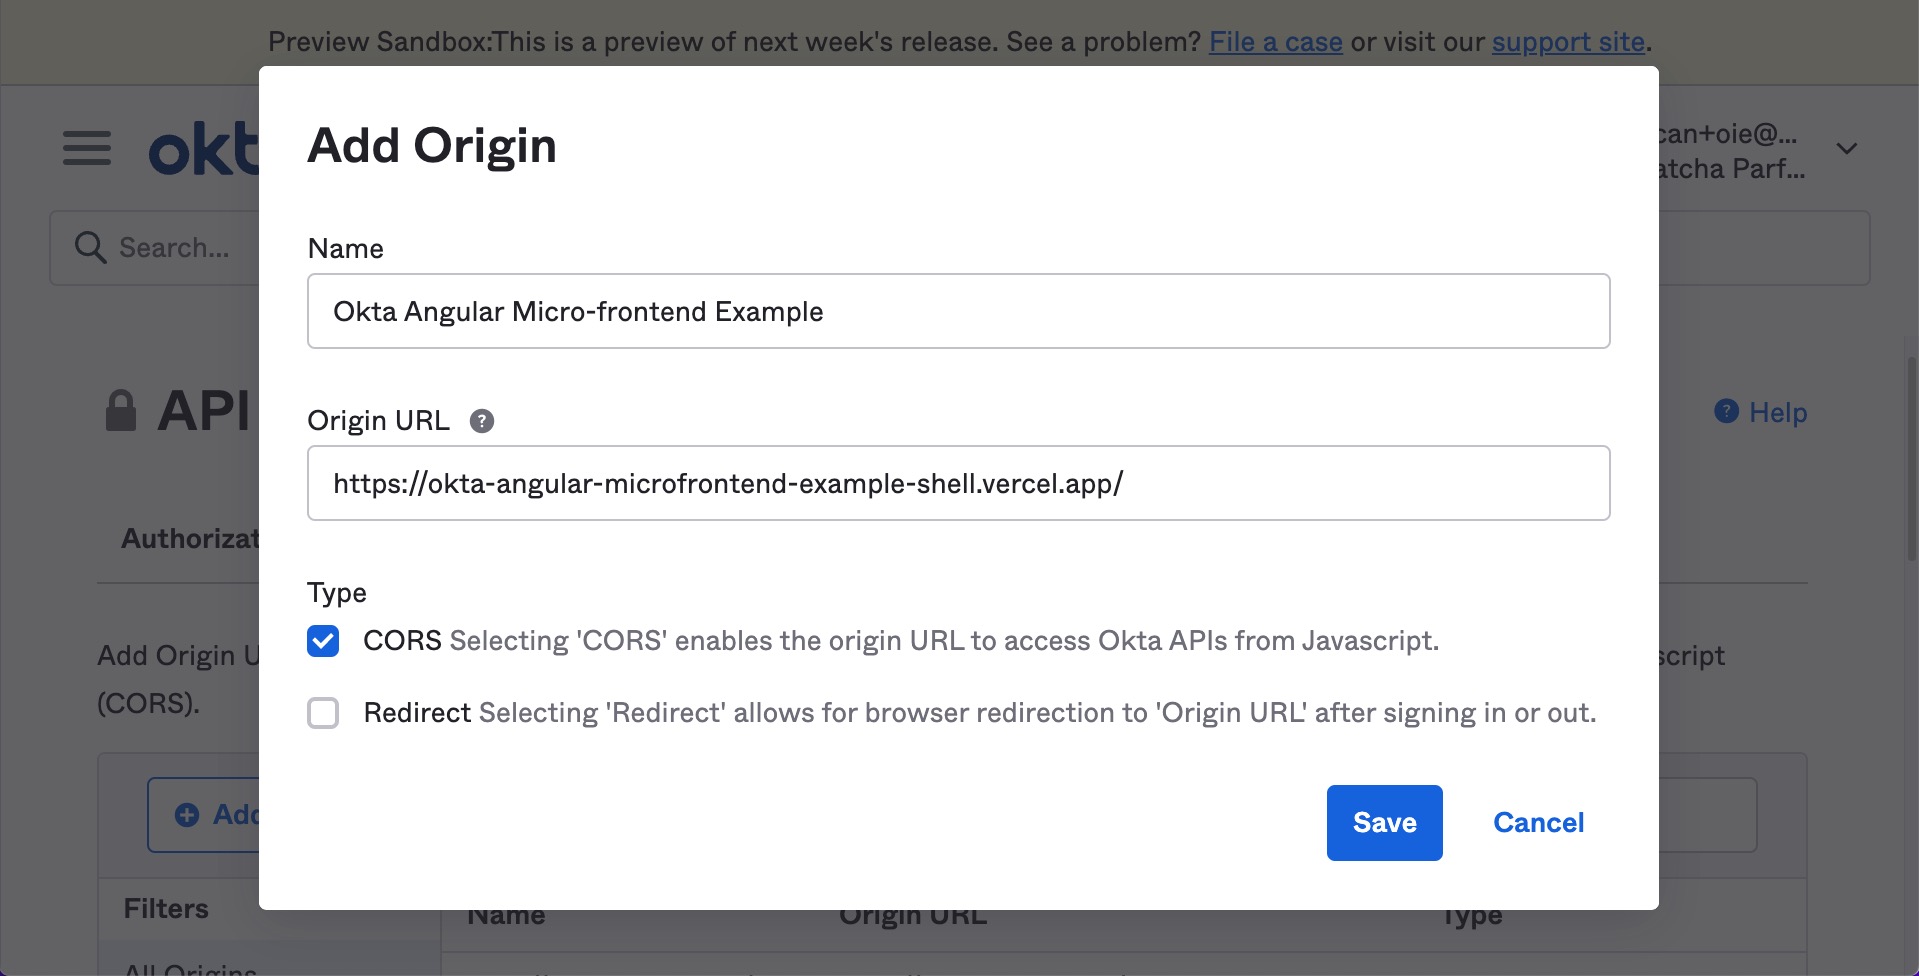 Preview Sandbox:This is a preview of next week's release. See a problem? File a case or visit our support site.
okt
can+oie@...
atcha Parf...
Search...
API
Help
Authorizat
Add Origin U
script
(CORS).
Add
Filters
Name
Origin URL
Type
All Origins
Add Origin
Name
Okta Angular Micro-frontend Example
Origin URL ?
https://okta-angular-microfrontend-example-shell.vercel.app/
Type
CORS Selecting 'CORS' enables the origin URL to access Okta APIs from Javascript.
Redirect Selecting 'Redirect' allows for browser redirection to 'Origin URL' after signing in or out.
Save
Cancel